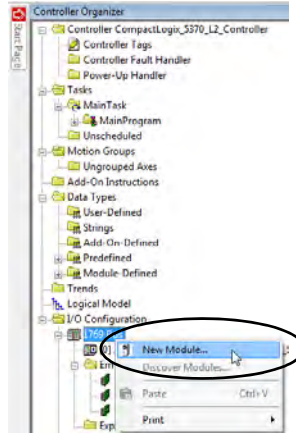 Controller Organizer
Start Page
Controller CompactLogix_5370_L2_Controller
Controller Tags
Controller Fault Handler
Power-Up Handler
Tasks
MainTask
MainProgram
Unscheduled
Motion Groups
Ungrouped Axes
Add-On Instructions
Data Types
User-Defined
Strings
Add-On-Defined
Predefined
Module-Defined
Trends
Logical Model
I/O Configuration
1769
New Module...
Discover Modules...
Paste Ctrl+V
Print
Exp